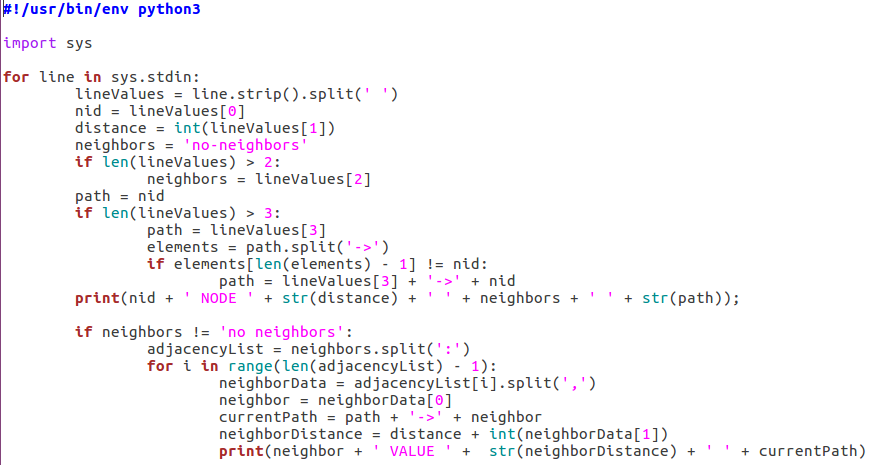 #!/usr/bin/env python3

import sys

for line in sys.stdin:
        lineValues = line.strip().split(' ')
        nid = lineValues[0]
        distance = int(lineValues[1])
        neighbors = 'no-neighbors'
        if len(lineValues) > 2:
                neighbors = lineValues[2]
        path = nid
        if len(lineValues) > 3:
                path = lineValues[3]
                elements = path.split('->')
                if elements[len(elements) - 1] != nid:
                        path = lineValues[3] + '->' + nid
        print(nid + ' NODE ' + str(distance) + ' ' + neighbors + ' ' + str(path));

        if neighbors != 'no neighbors':
                adjacencyList = neighbors.split(':')
                for i in range(len(adjacencyList) - 1):
                        neighborData = adjacencyList[i].split(',')
                        neighbor = neighborData[0]
                        currentPath = path + '->' + neighbor
                        neighborDistance = distance + int(neighborData[1])
                        print(neighbor + ' VALUE ' +  str(neighborDistance) + ' ' + currentPath)